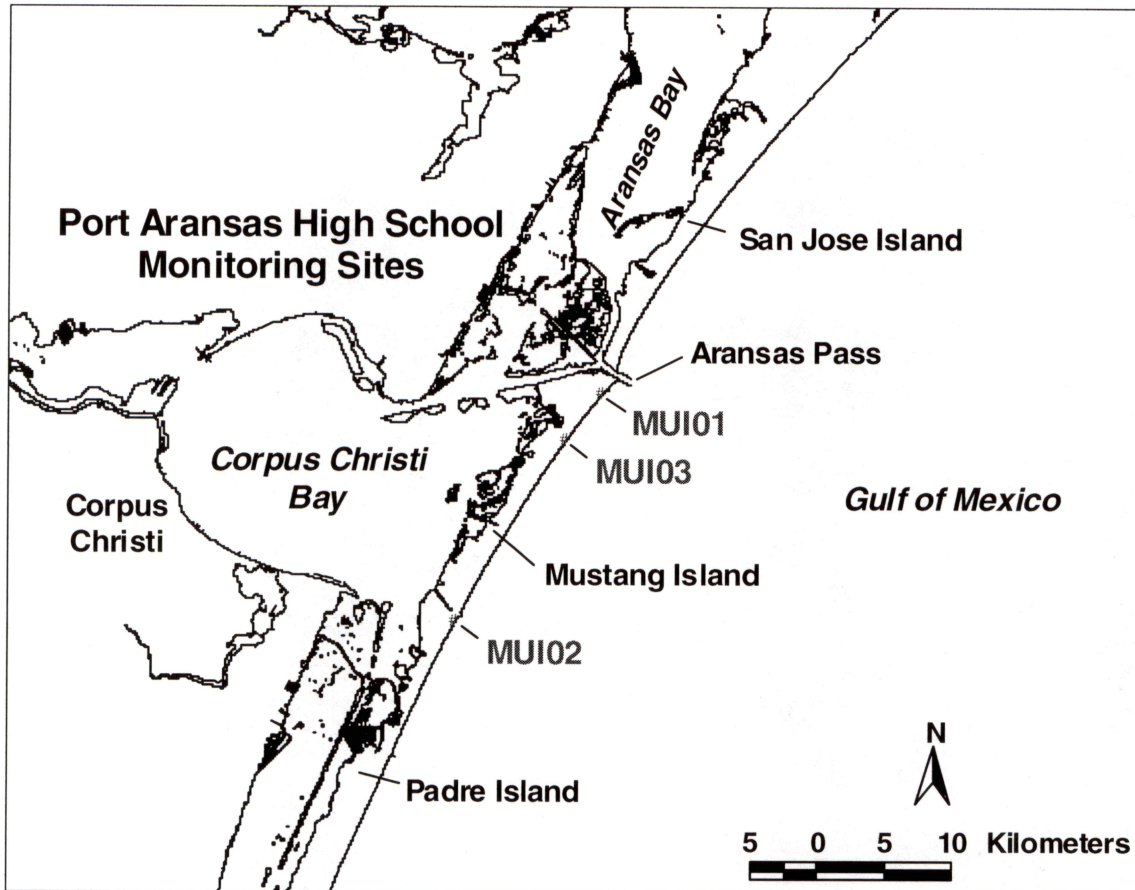 Aransas Bay
Port Aransas High School
Monitoring Sites
San Jose Island
Aransas Pass
MUI01
MUI03
Corpus Christi
Bay
Corpus
Christi
Gulf of Mexico
Mustang Island
MUI02
Padre Island
N
5 0 5 10 Kilometers